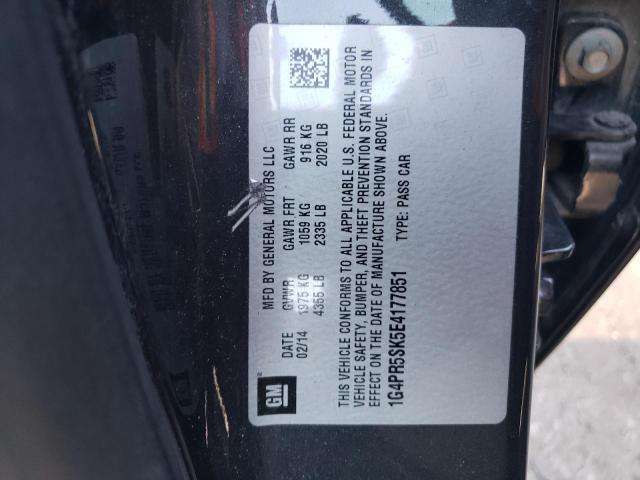 GM
MFD BY GENERAL MOTORS LLC
DATE GVWR GAWR FRT GAWR RR
02/14 1975 KG 1059 KG 916 KG
4355 LB 2335 LB 2020 LB
THIS VEHICLE CONFORMS TO ALL APPLICABLE U.S. FEDERAL MOTOR
VEHICLE SAFETY, BUMPER, AND THEFT PREVENTION STANDARDS IN
EFFECT ON THE DATE OF MANUFACTURE SHOWN ABOVE.
1G4PR5SK5E4177851 TYPE: PASS CAR